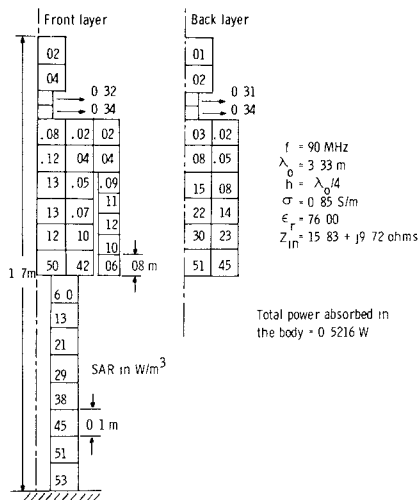 Front layer
Back layer
02
04
0 32
0 34
.08 .02 02
.12 04 04
13 .05 .09
11
13 .07
12
12 10
10
50 42 06
08 m
1 7m
6 0
13
21
29
38
45
51
53
SAR in W/m³
0 1 m
01
02
0 31
0 34
03 .02
08 .05
15 08
22 14
30 23
51 45
f = 90 MHz
λo = 3 33 m
h = λo/4
σ = 0 85 S/m
εr = 76 00
Zin = 15 83 + j9 72 ohms
Total power absorbed in
the body = 0 5216 W